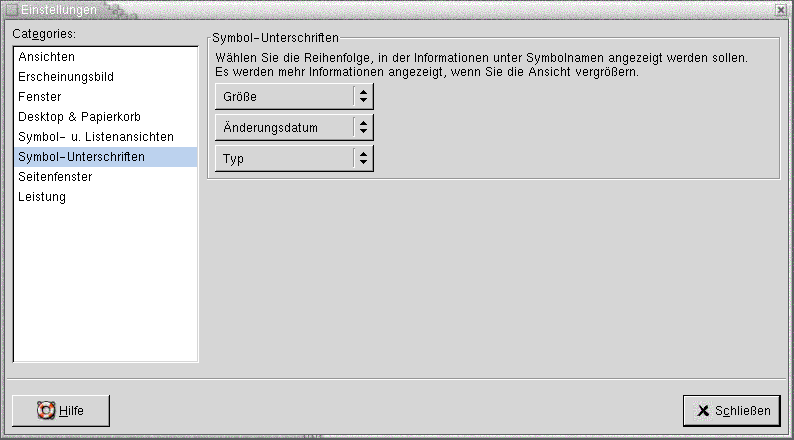 Einstellungen
Categories:
Ansichten
Erscheinungsbild
Fenster
Desktop & Papierkorb
Symbol- u. Listenansichten
Symbol-Unterschriften
Seitenfenster
Leistung
Symbol-Unterschriften
Wählen Sie die Reihenfolge, in der Informationen unter Symbolnamen angezeigt werden sollen.
Es werden mehr Informationen angezeigt, wenn Sie die Ansicht vergrößern.
Größe
Änderungsdatum
Typ
Hilfe
Schließen